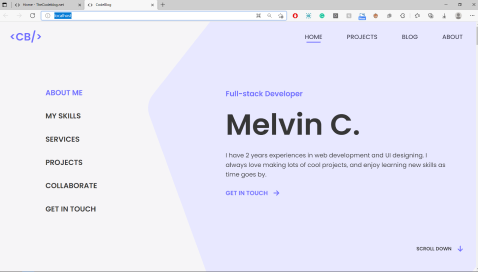 Home - TheCodeblog.net
CodeBlog
localhost
<CB/>
HOME
PROJECTS
BLOG
ABOUT
ABOUT ME
MY SKILLS
SERVICES
PROJECTS
COLLABORATE
GET IN TOUCH
Full-stack Developer
Melvin C.
I have 2 years experiences in web development and UI designing. I
always love making lots of cool projects, and enjoy learning new skills as
time goes by.
GET IN TOUCH
SCROLL DOWN